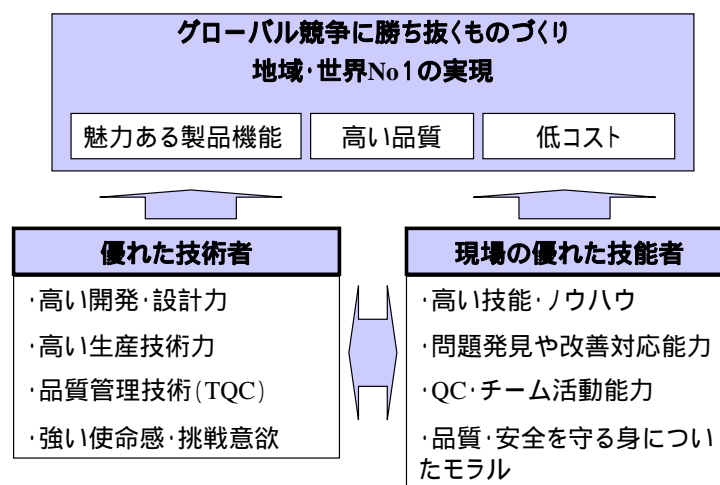 グローバル競争に勝ち抜くものづくり
地域・世界No1の実現
魅力ある製品機能
高い品質
低コスト
優れた技術者
・高い開発・設計力
・高い生産技術力
・品質管理技術(TQC)
・強い使命感・挑戦意欲
現場の優れた技能者
・高い技能・ノウハウ
・問題発見や改善対応能力
・QC・チーム活動能力
・品質・安全を守る身につい
たモラル